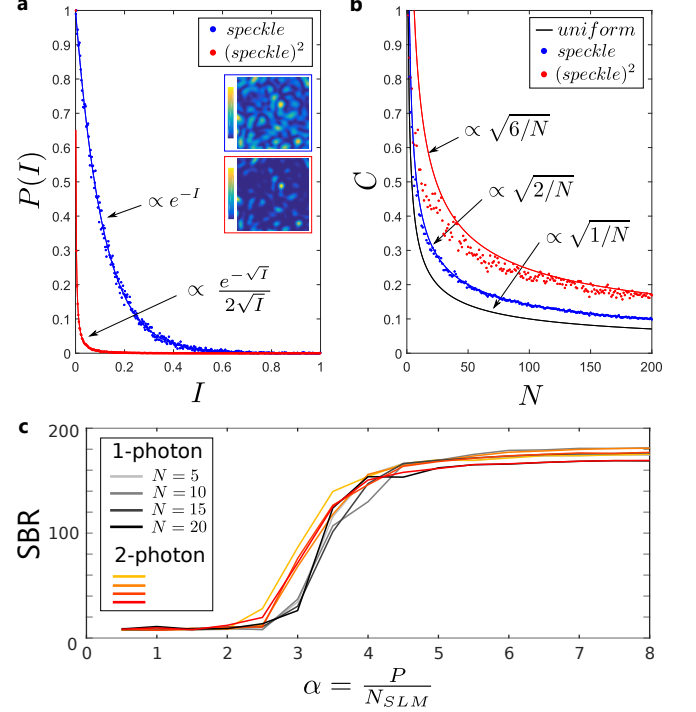 a
speckle
(speckle)²
P(I)
1
0.9
0.8
0.7
0.6
0.5
0.4
0.3
0.2
0.1
0
∝ e^{-I}
∝ \frac{e^{-\sqrt{I}}}{2\sqrt{I}}
0 0.2 0.4 0.6 0.8 1
I
b
uniform
speckle
(speckle)²
C
1
0.9
0.8
0.7
0.6
0.5
0.4
0.3
0.2
0.1
0
∝ √6/N
∝ √2/N
∝ √1/N
0 50 100 150 200
N
c
SBR
200
100
0
1-photon
N = 5
N = 10
N = 15
N = 20
2-photon
0 1 2 3 4 5 6 7 8
α = \frac{P}{N_{SLM}}